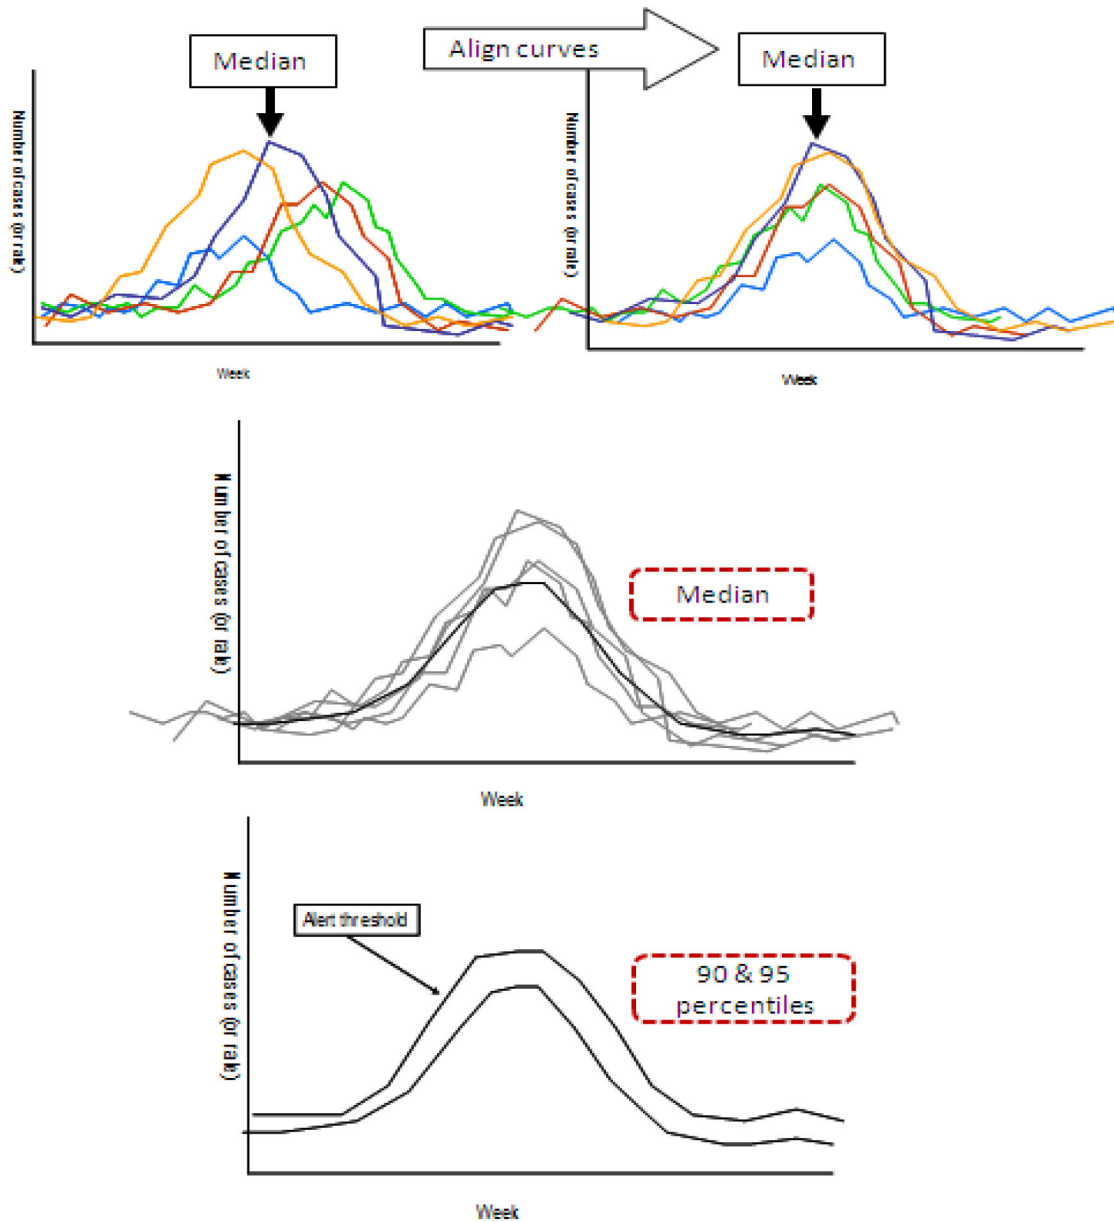 Median
Align curves
Median
Number of cases (or rate)
Number of cases (or rate)
Week
Week
Number of cases (or rate)
Median
Week
Number of cases (or rate)
Alert threshold
90 & 95
percentiles
Week